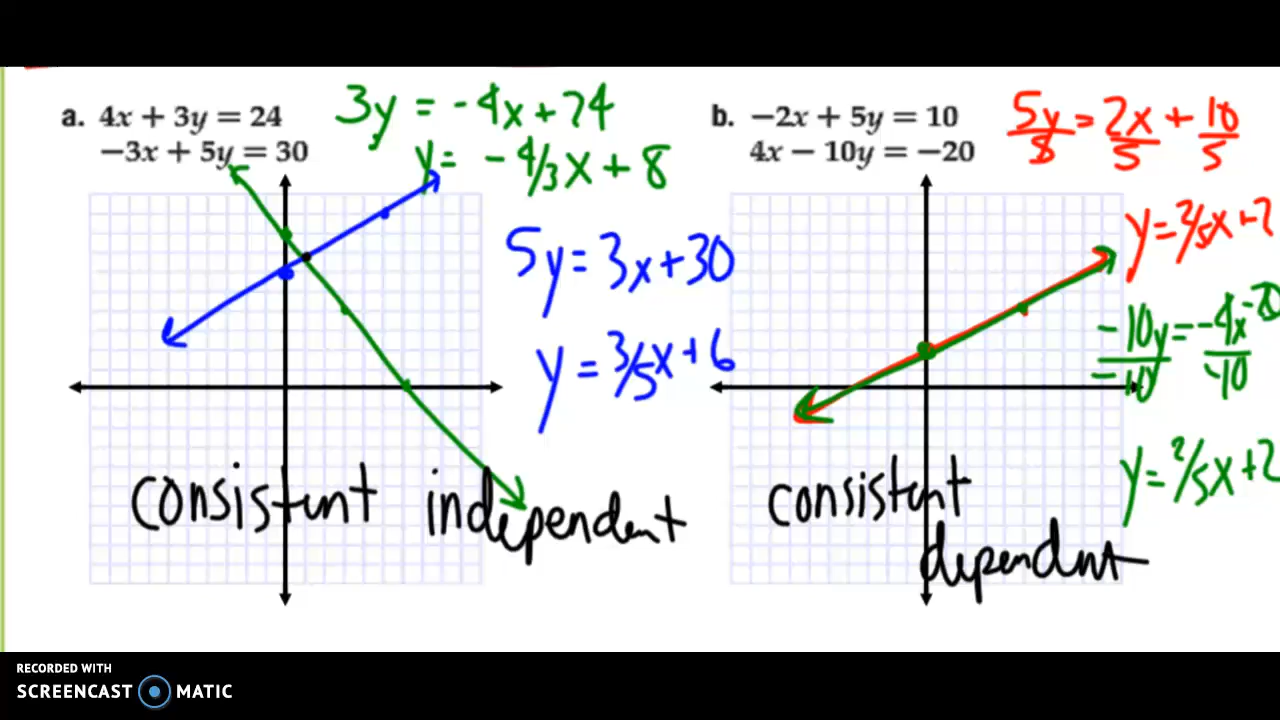 a. 4x + 3y = 24
−3x + 5y = 30
3y = -4x+24
y = -4/3x + 8
5y = 3x+30
y = 3/5x+6
consistent independent
b. −2x + 5y = 10
4x − 10y = −20
5y/8 = 2x/5 + 10/5
y=2/5x+2
-10y/-10 = -4x-20/-10
y=2/5x+2
consistent
dependent
RECORDED WITH
SCREENCAST MATIC